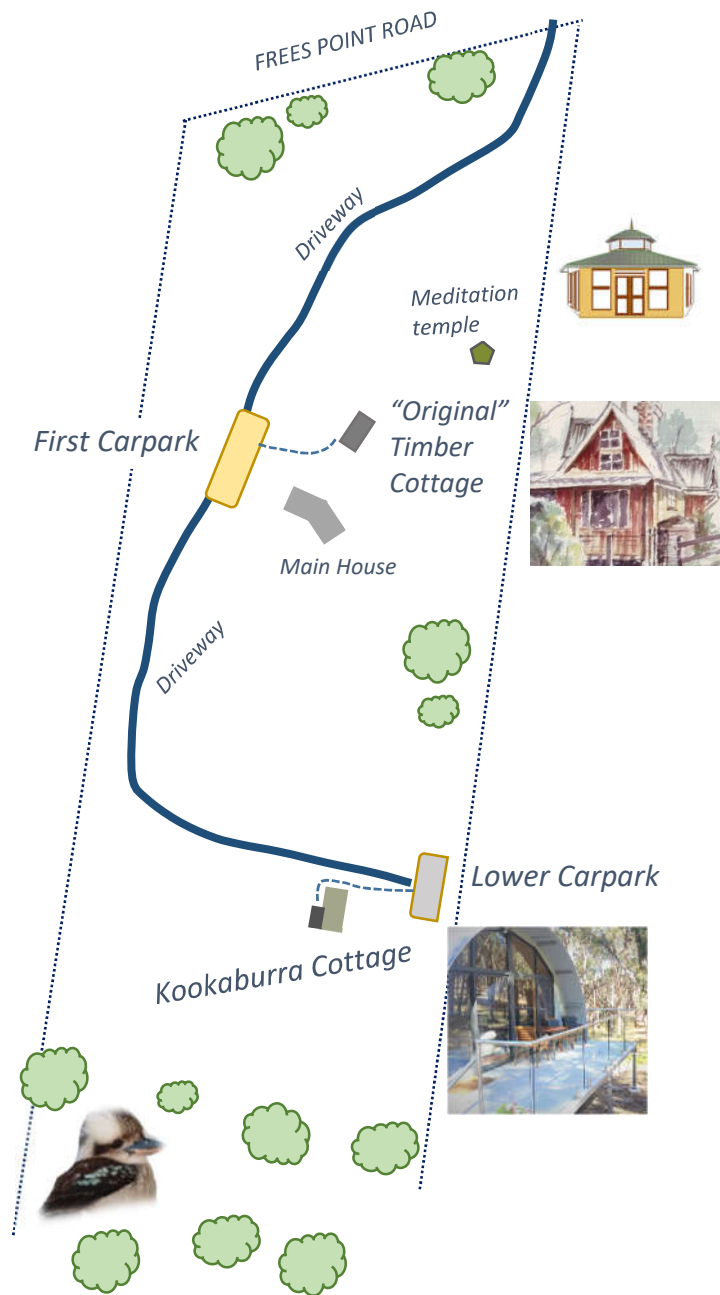 FREES POINT ROAD
Driveway
Meditation
temple
"Original"
Timber
Cottage
First Carpark
Main House
Driveway
Lower Carpark
Kookaburra Cottage